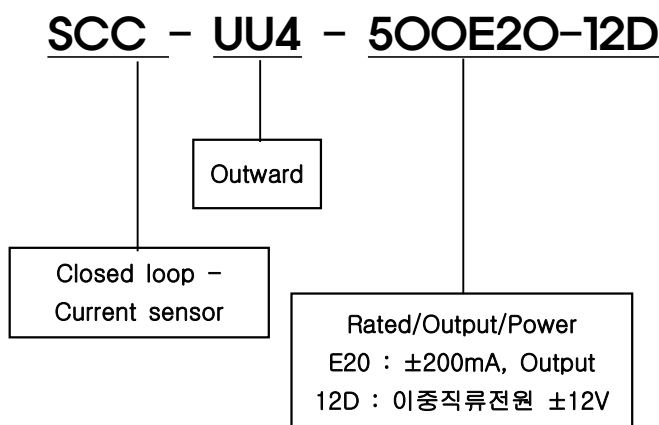 SCC - UU4 - 500E20-12D
Outward
Closed loop -
Current sensor
Rated/Output/Power
E20 : ±200mA, Output
12D : 이중직류전원 ±12V